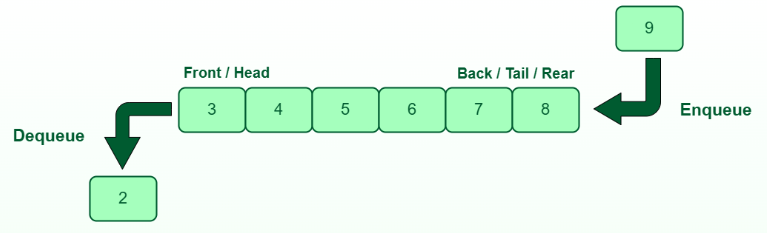 9
Front / Head
Back / Tail / Rear
3 4 5 6 7 8
Enqueue
Dequeue
2